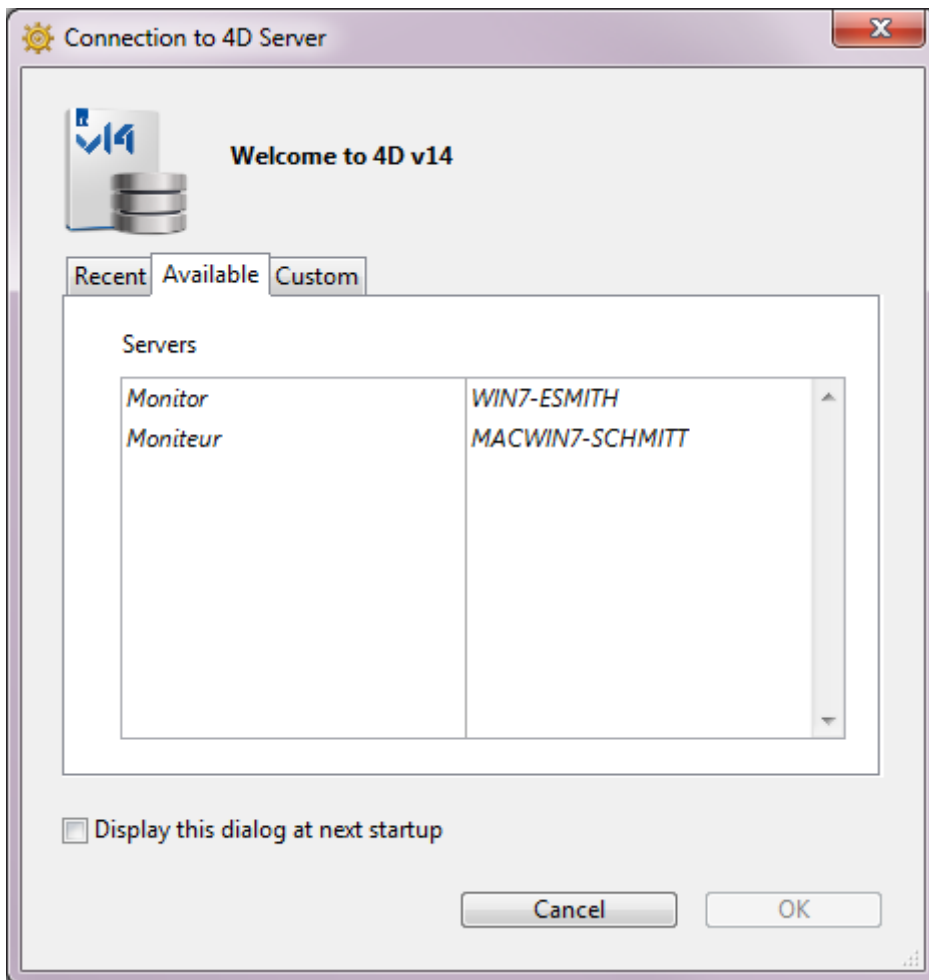 Connection to 4D Server
v14
Welcome to 4D v14
Recent Available Custom
Servers
Monitor WIN7-ESMITH
Moniteur MACWIN7-SCHMITT
Display this dialog at next startup
Cancel OK